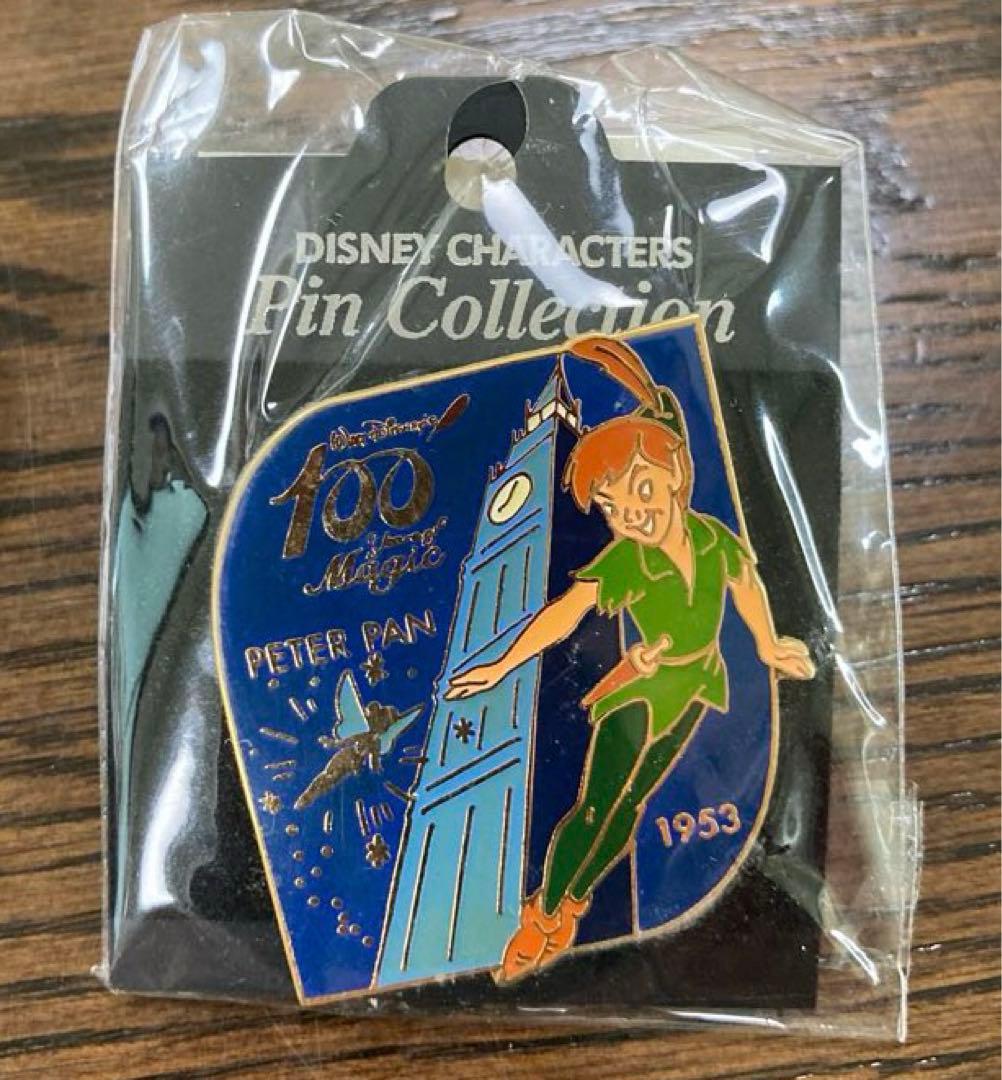 DISNEY CHARACTERS
Pin Collection
Walt Disney's
100
Years of
Magic
PETER PAN
1953